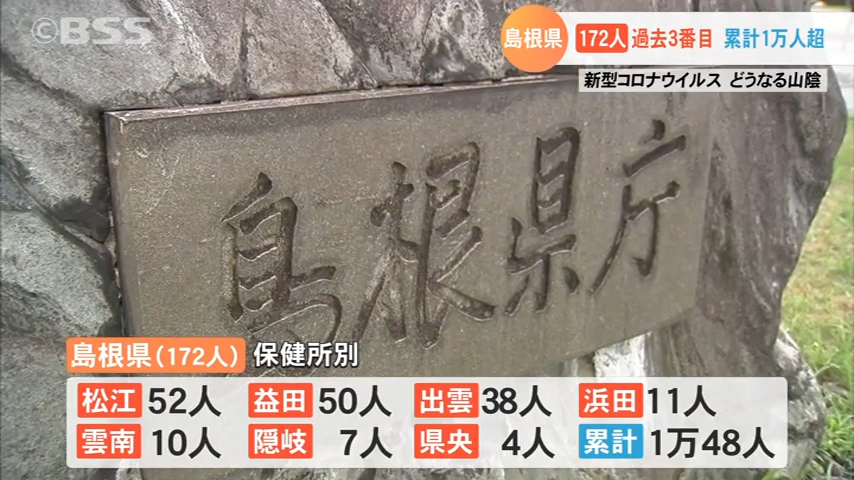 ©BSS
島根県 172人 過去3番目 累計1万人超
新型コロナウイルス どうなる山陰
島根県庁
島根県(172人) 保健所別
松江 52人 益田 50人 出雲 38人 浜田 11人
雲南 10人 隠岐 7人 県央 4人 累計 1万48人